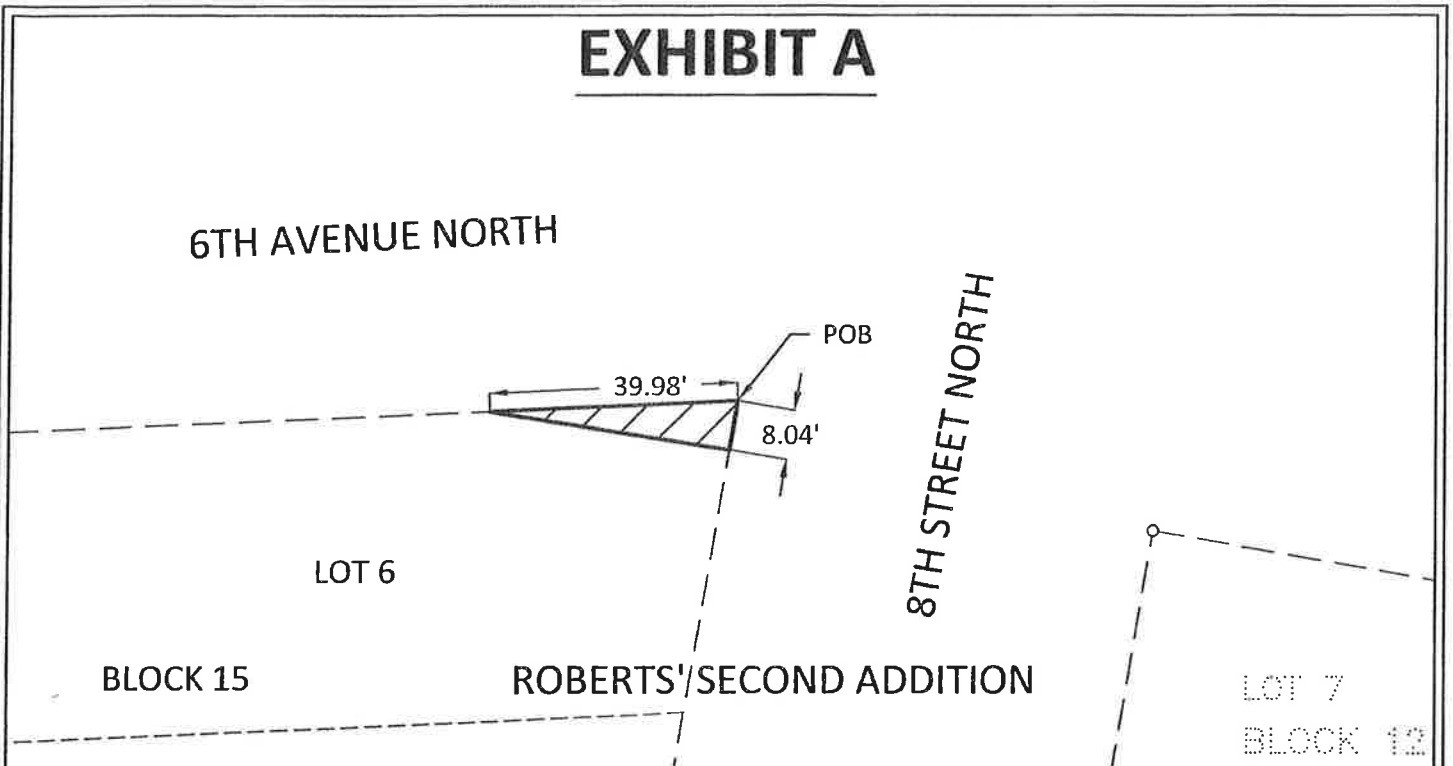 EXHIBIT A
6TH AVENUE NORTH
POB
39.98'
8.04'
8TH STREET NORTH
LOT 6
BLOCK 15
ROBERTS' SECOND ADDITION
LOT 7
BLOCK 12